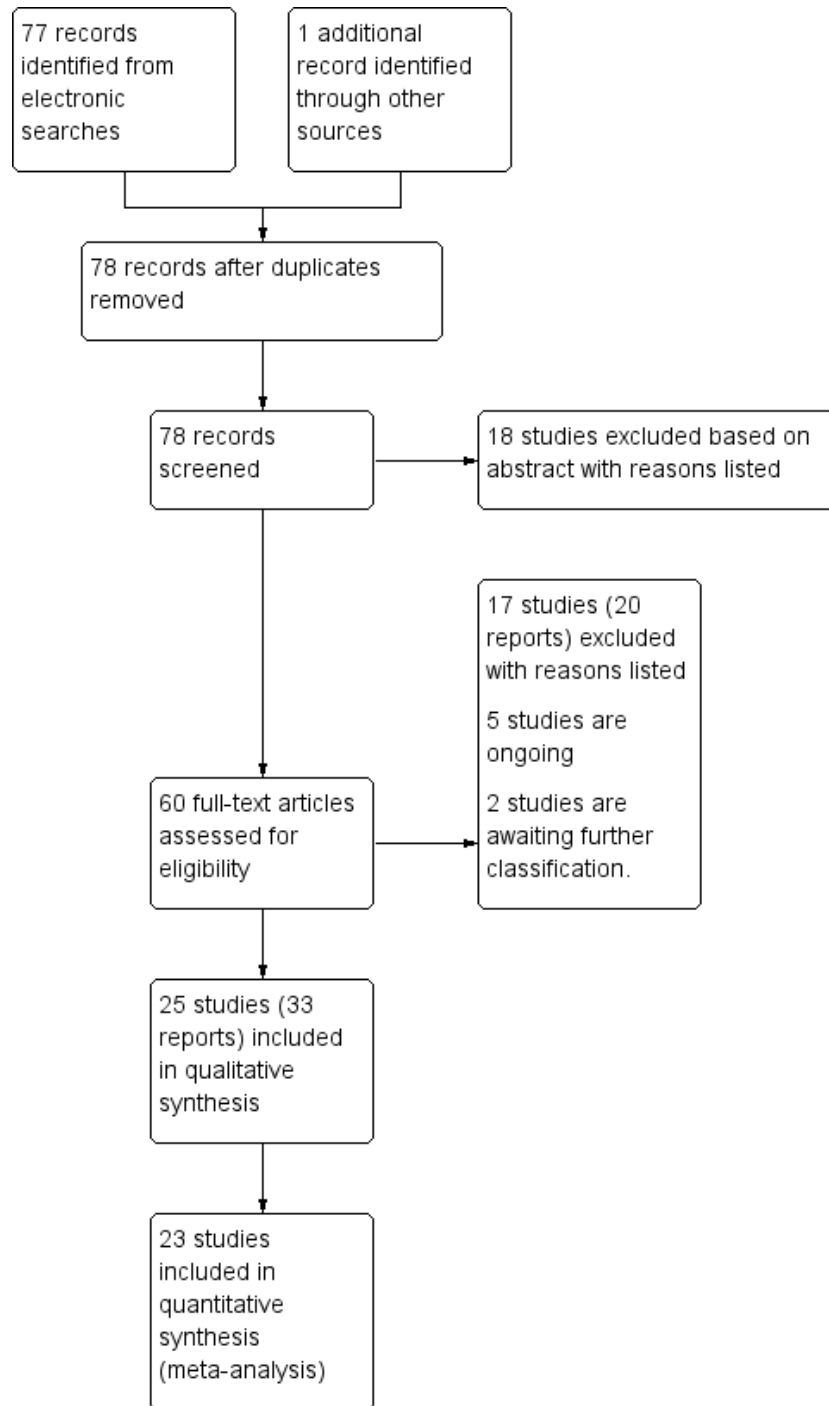 77 records
identified from
electronic
searches
1 additional
record identified
through other
sources
78 records after duplicates
removed
78 records
screened
18 studies excluded based on
abstract with reasons listed
17 studies (20
reports) excluded
with reasons listed
5 studies are
ongoing
2 studies are
awaiting further
classification.
60 full-text articles
assessed for
eligibility
25 studies (33
reports) included
in qualitative
synthesis
23 studies
included in
quantitative
synthesis
(meta-analysis)